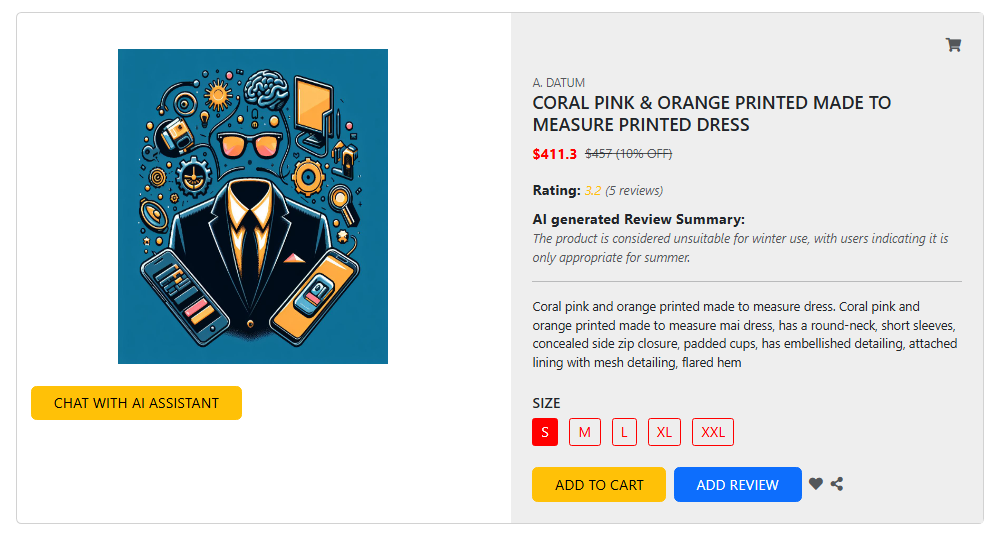 A. DATUM
CORAL PINK & ORANGE PRINTED MADE TO
MEASURE PRINTED DRESS
$411.3 $457 (10% OFF)
Rating: 3.2 (5 reviews)
AI generated Review Summary:
The product is considered unsuitable for winter use, with users indicating it is
only appropriate for summer.
Coral pink and orange printed made to measure dress. Coral pink and
orange printed made to measure mai dress, has a round-neck, short sleeves,
concealed side zip closure, padded cups, has embellished detailing, attached
lining with mesh detailing, flared hem
CHAT WITH AI ASSISTANT
SIZE
S M L XL XXL
ADD TO CART ADD REVIEW